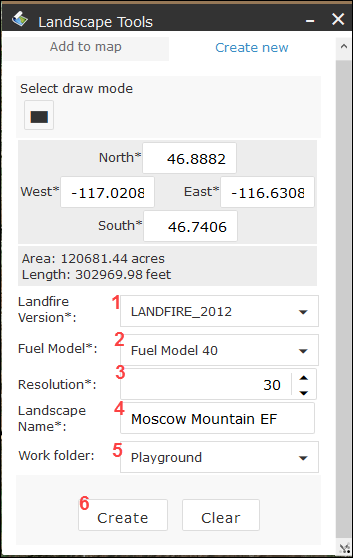 Landscape Tools
Add to map Create new
Select draw mode
North* 46.8882
West* -117.0208 East* -116.6308
South* 46.7406
Area: 120681.44 acres
Length: 302969.98 feet
Landfire
Version*: 1 LANDFIRE_2012
Fuel Model*: 2 Fuel Model 40
Resolution*: 3 30
Landscape
Name*: 4 Moscow Mountain EF
Work folder: 5 Playground
6 Create Clear